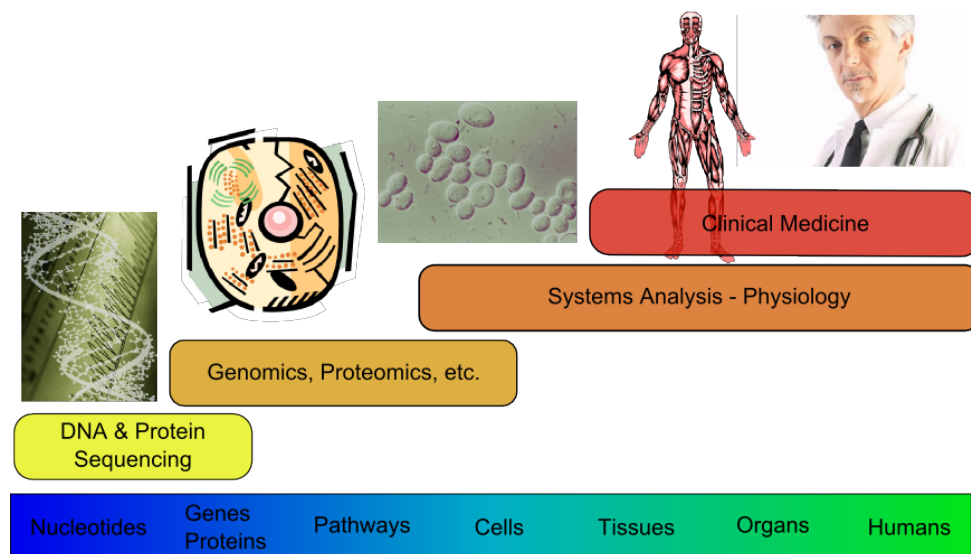 Clinical Medicine
Systems Analysis - Physiology
Genomics, Proteomics, etc.
DNA & Protein
Sequencing
Nucleotides
Genes
Proteins
Pathways
Cells
Tissues
Organs
Humans